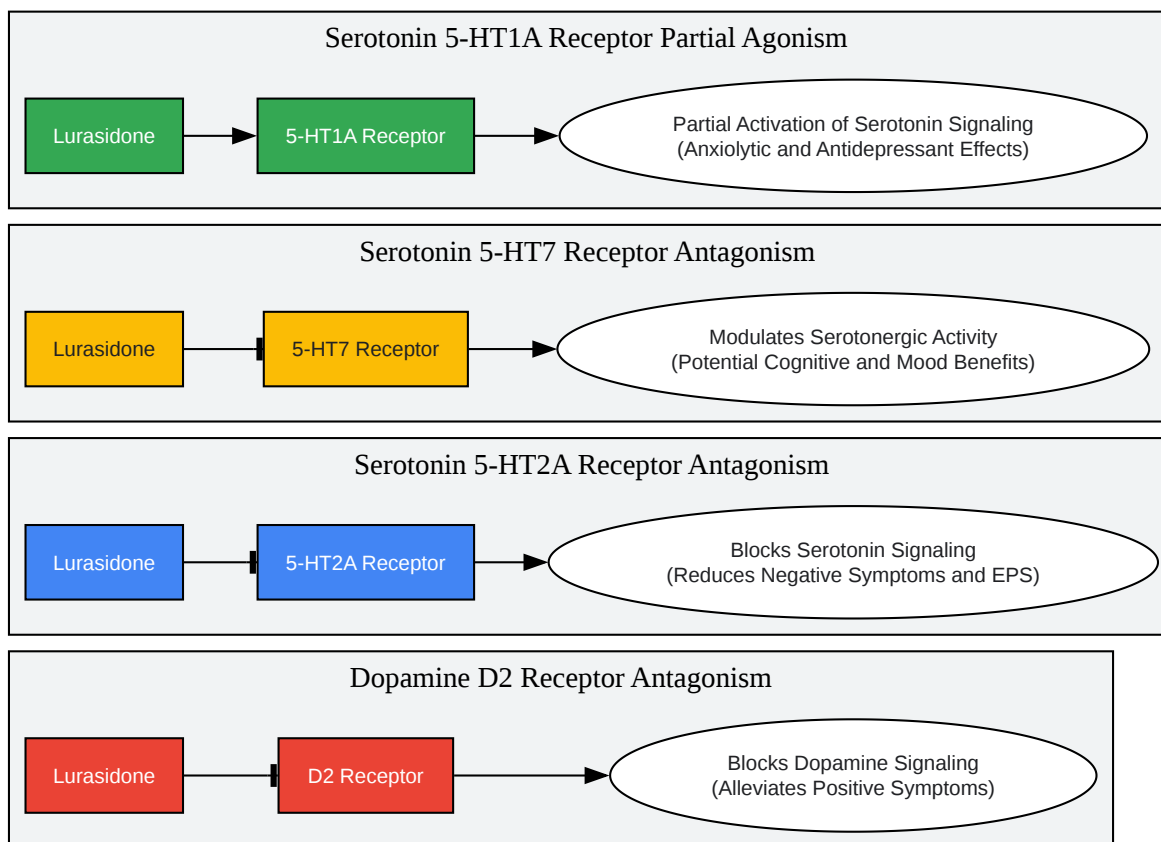 Serotonin 5-HT1A Receptor Partial Agonism
Lurasidone
5-HT1A Receptor
Partial Activation of Serotonin Signaling
(Anxiolytic and Antidepressant Effects)
Serotonin 5-HT7 Receptor Antagonism
Lurasidone
5-HT7 Receptor
Modulates Serotonergic Activity
(Potential Cognitive and Mood Benefits)
Serotonin 5-HT2A Receptor Antagonism
Lurasidone
5-HT2A Receptor
Blocks Serotonin Signaling
(Reduces Negative Symptoms and EPS)
Dopamine D2 Receptor Antagonism
Lurasidone
D2 Receptor
Blocks Dopamine Signaling
(Alleviates Positive Symptoms)